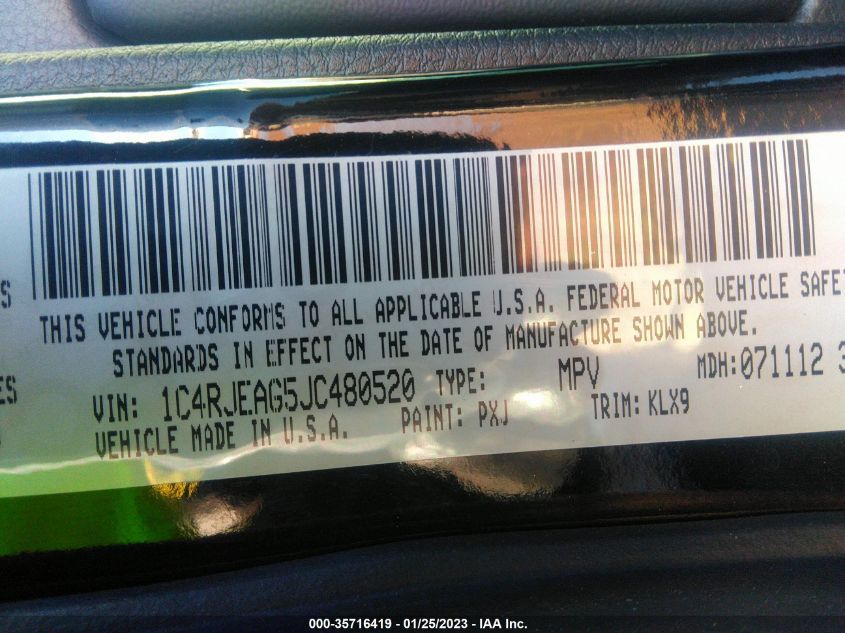 THIS VEHICLE CONFORMS TO ALL APPLICABLE U.S.A. FEDERAL MOTOR VEHICLE SAFE
STANDARDS IN EFFECT ON THE DATE OF MANUFACTURE SHOWN ABOVE.
VIN: 1C4RJEAG5JC480520 TYPE: MPV MDH:071112 3
VEHICLE MADE IN U.S.A. PAINT: PXJ TRIM: KLX9
000-35716419 - 01/25/2023 - IAA Inc.